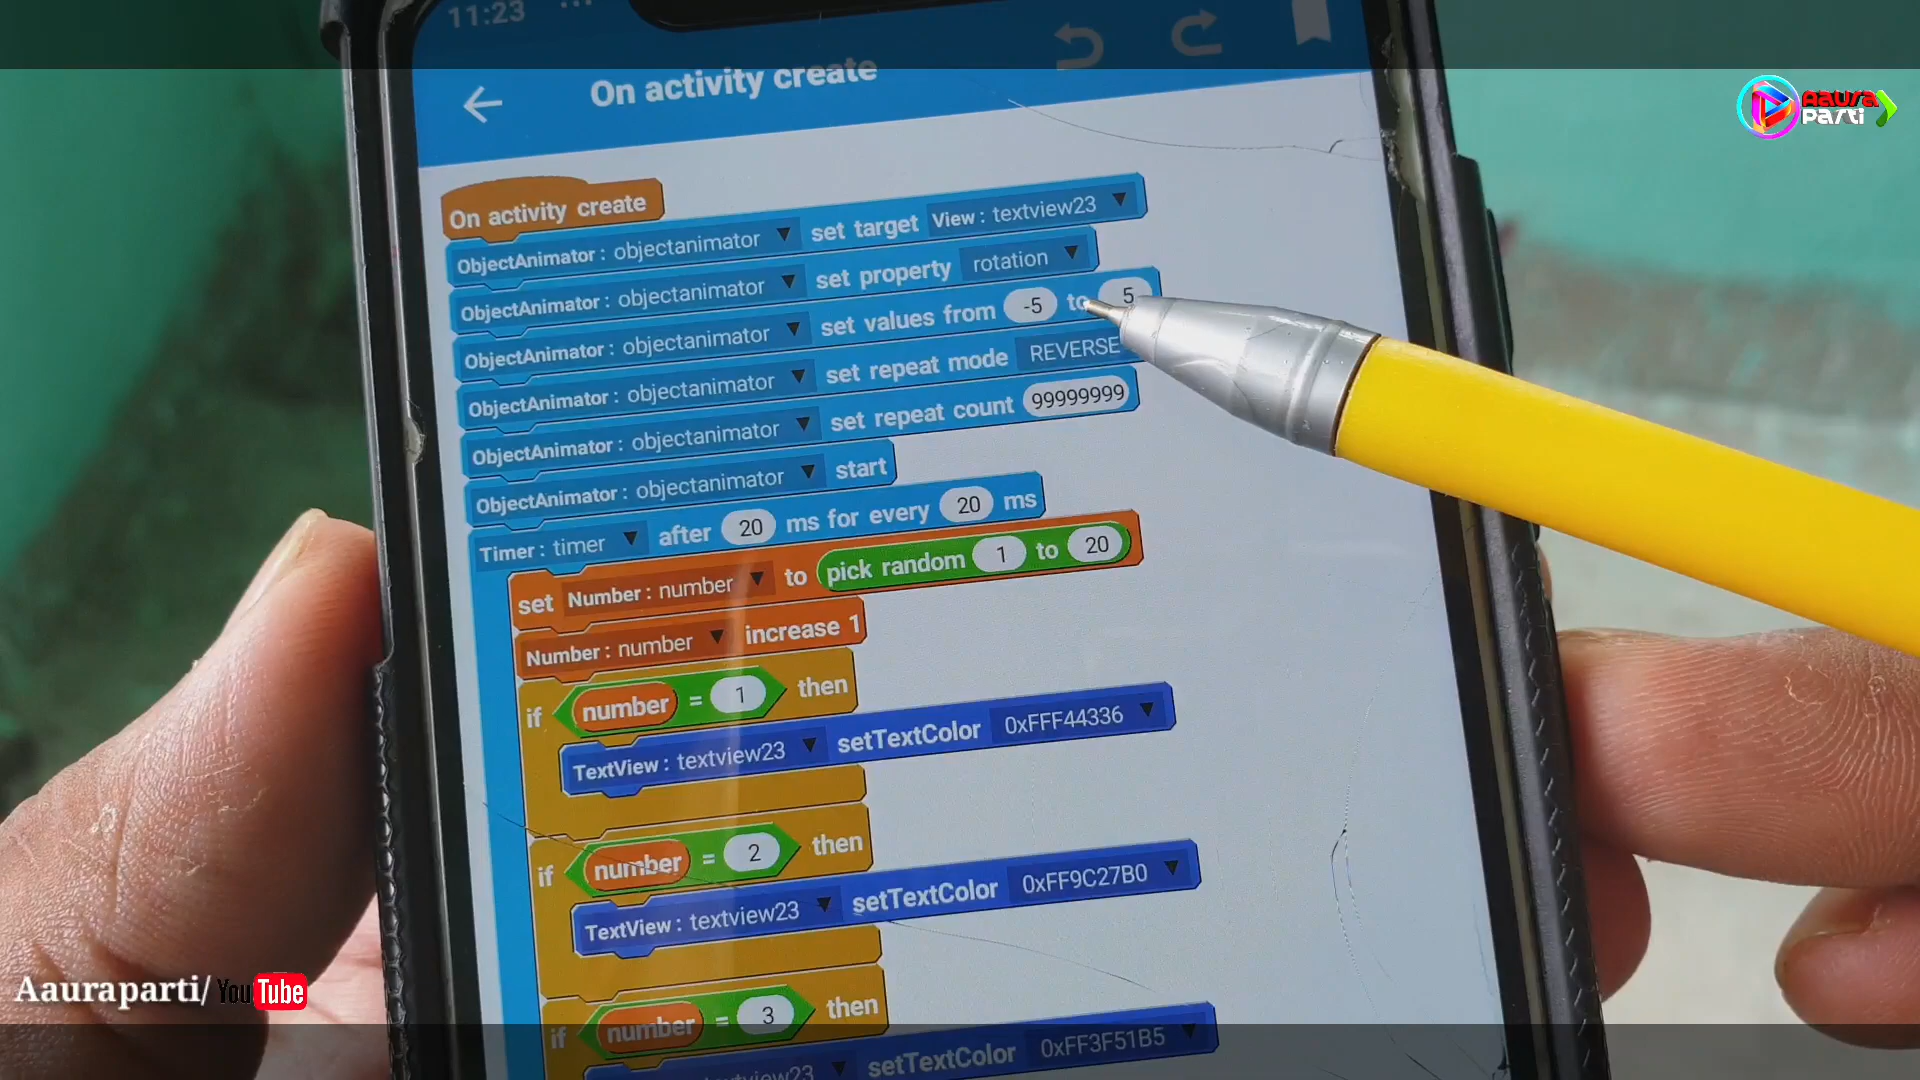 11:23
On activity create
Aaura
Parti
On activity create
ObjectAnimator : objectanimator set target View : textview23
ObjectAnimator : objectanimator set property rotation
ObjectAnimator : objectanimator set values from -5 to 5
ObjectAnimator : objectanimator set repeat mode REVERSE
ObjectAnimator : objectanimator set repeat count 99999999
ObjectAnimator : objectanimator start
Timer : timer after 20 ms for every 20 ms
set Number : number to pick random 1 to 20
Number : number increase 1
if number = 1 then
TextView : textview23 setTextColor 0xFFF44336
if number = 2 then
TextView : textview23 setTextColor 0xFF9C27B0
if number = 3 then
textview23 setTextColor 0xFF3F51B5
Aauraparti/ YouTube